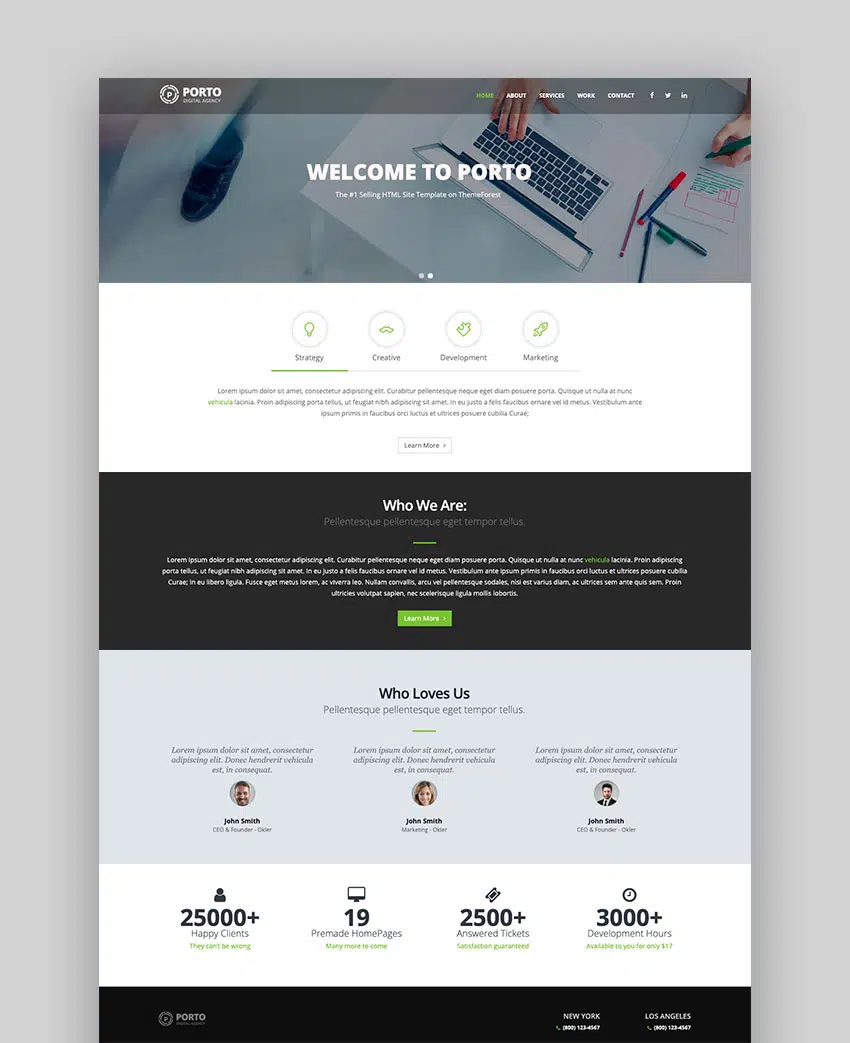 PORTO
DIGITAL AGENCY
HOME ABOUT SERVICES WORK CONTACT
WELCOME TO PORTO
The #1 Selling HTML Site Template on ThemeForest
Strategy Creative Development Marketing
Lorem ipsum dolor sit amet, consectetur adipiscing elit. Curabitur pellentesque neque eget diam posuere porta. Quisque ut nulla at nunc
vehicula lacinia. Proin adipiscing porta tellus, ut feugiat nibh adipiscing sit amet. In eu justo a felis faucibus ornare vel id metus. Vestibulum ante
ipsum primis in faucibus orci luctus et ultrices posuere cubilia Curae;
Learn More
Who We Are:
Pellentesque pellentesque eget tempor tellus.
Lorem ipsum dolor sit amet, consectetur adipiscing elit. Curabitur pellentesque neque eget diam posuere porta. Quisque ut nulla at nunc vehicula lacinia. Proin adipiscing
porta tellus, ut feugiat nibh adipiscing sit amet. In eu justo a felis faucibus ornare vel id metus. Vestibulum ante ipsum primis in faucibus orci luctus et ultrices posuere cubilia
Curae; In eu libero ligula. Fusce eget metus lorem, ac viverra leo. Nullam convallis, arcu vel pellentesque sodales, nisi est varius diam, ac ultrices sem ante quis sem. Proin
ultricies volutpat sapien, nec scelerisque ligula mollis lobortis.
Learn More
Who Loves Us
Pellentesque pellentesque eget tempor tellus.
Lorem ipsum dolor sit amet, consectetur
adipiscing elit. Donec hendrerit vehicula
est, in consequat.
John Smith
CEO & Founder - Okler
Lorem ipsum dolor sit amet, consectetur
adipiscing elit. Donec hendrerit vehicula
est, in consequat.
John Smith
Marketing - Okler
Lorem ipsum dolor sit amet, consectetur
adipiscing elit. Donec hendrerit vehicula
est, in consequat.
John Smith
CEO & Founder - Okler
25000+
Happy Clients
They can't be wrong
19
Premade HomePages
Many more to come
2500+
Answered Tickets
Satisfaction guaranteed
3000+
Development Hours
Available to you for only $17
PORTO
DIGITAL AGENCY
NEW YORK
(800) 123-4567
LOS ANGELES
(800) 123-4567